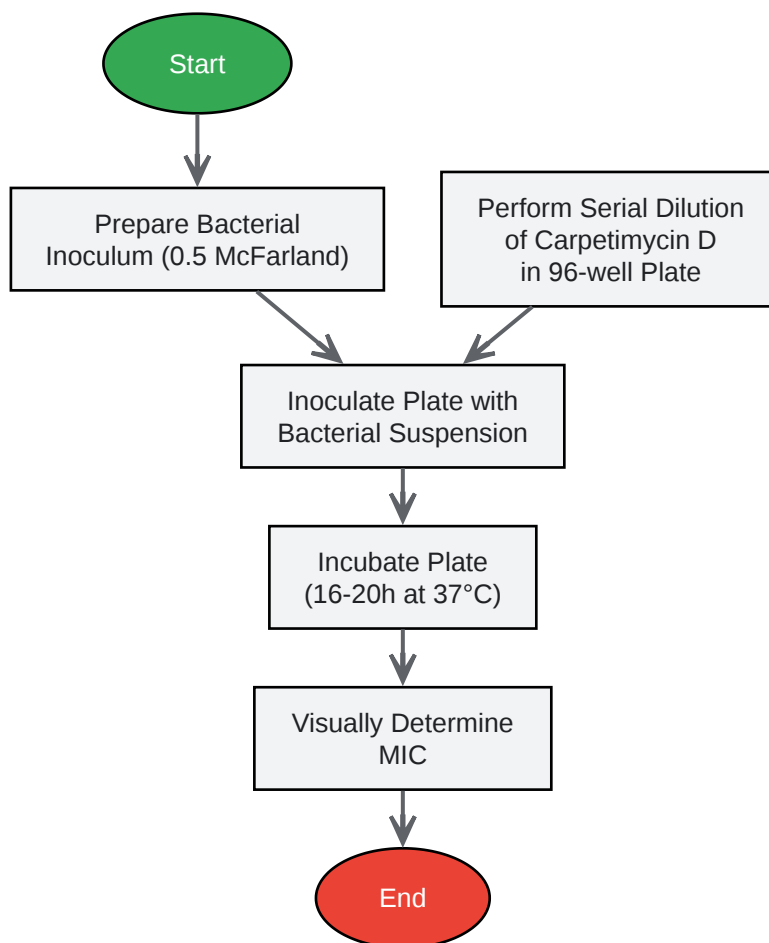 Start
Prepare Bacterial
Inoculum (0.5 McFarland)
Perform Serial Dilution
of Carpetimycin D
in 96-well Plate
Inoculate Plate with
Bacterial Suspension
Incubate Plate
(16-20h at 37°C)
Visually Determine
MIC
End